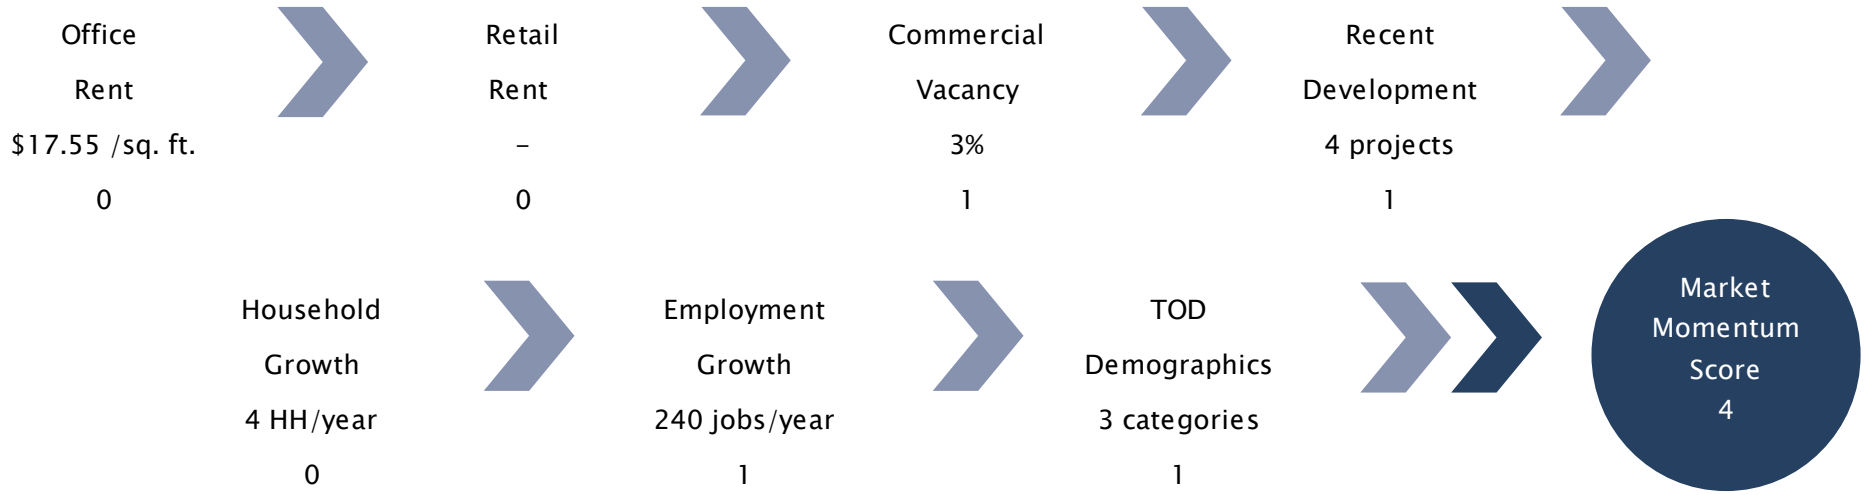 Office
Rent
$17.55 /sq. ft.
0
Retail
Rent
–
0
Commercial
Vacancy
3%
1
Recent
Development
4 projects
1
Household
Growth
4 HH/year
0
Employment
Growth
240 jobs/year
1
TOD
Demographics
3 categories
1
Market
Momentum
Score
4